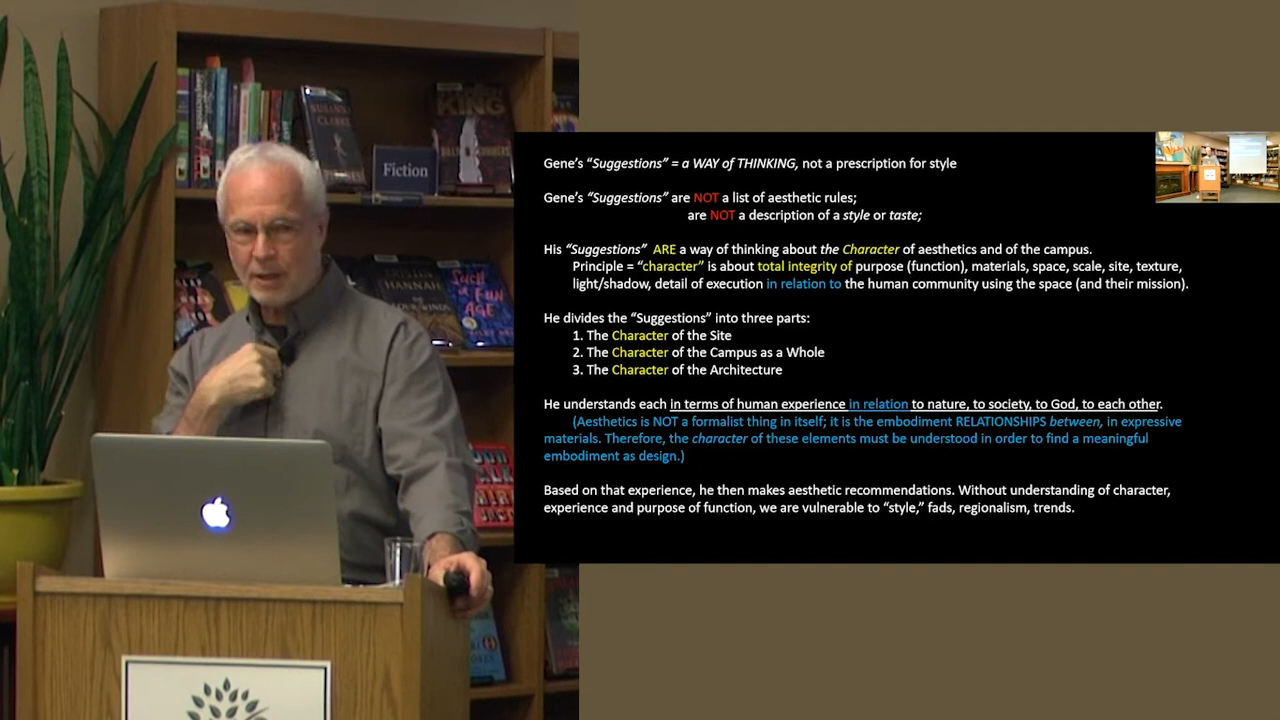 KING
SUSANNA
CLARKE
Fiction
HANNAH
SUCH
A FUN
AGE
Gene's "Suggestions" = a WAY of THINKING, not a prescription for style
Gene's "Suggestions" are NOT a list of aesthetic rules;
are NOT a description of a style or taste;
His "Suggestions" ARE a way of thinking about the Character of aesthetics and of the campus.
Principle = "character" is about total integrity of purpose (function), materials, space, scale, site, texture,
light/shadow, detail of execution in relation to the human community using the space (and their mission).
He divides the "Suggestions" into three parts:
1. The Character of the Site
2. The Character of the Campus as a Whole
3. The Character of the Architecture
He understands each in terms of human experience in relation to nature, to society, to God, to each other.
(Aesthetics is NOT a formalist thing in itself; it is the embodiment RELATIONSHIPS between, in expressive
materials. Therefore, the character of these elements must be understood in order to find a meaningful
embodiment as design.)
Based on that experience, he then makes aesthetic recommendations. Without understanding of character,
experience and purpose of function, we are vulnerable to "style," fads, regionalism, trends.